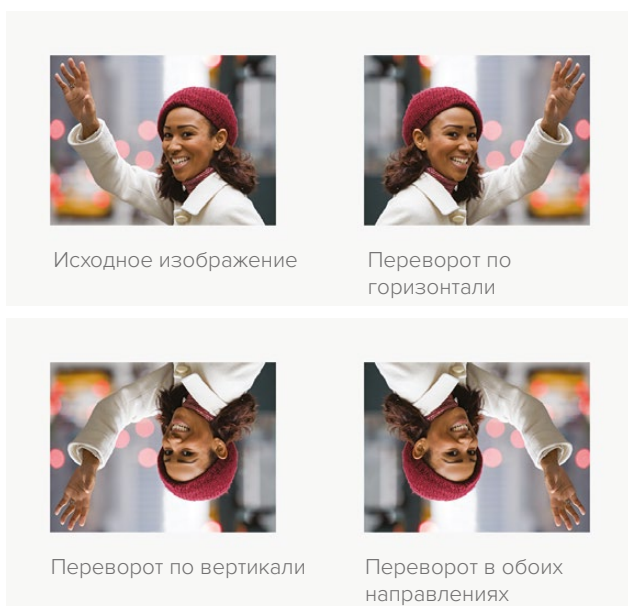 Исходное изображение
Переворот по
горизонтали
Переворот по вертикали
Переворот в обоих
направлениях